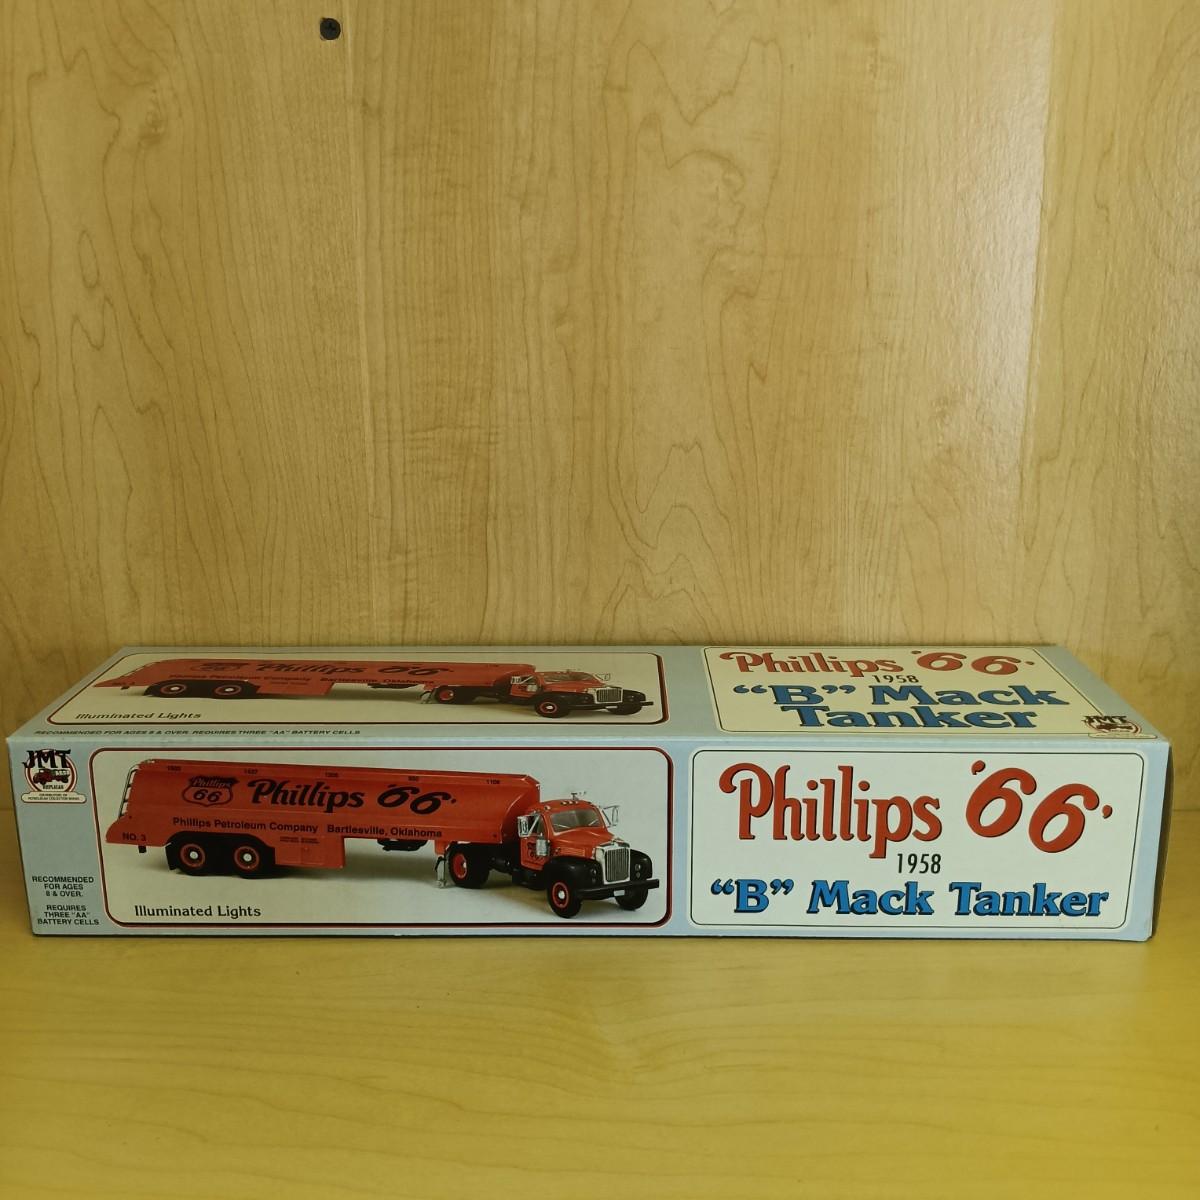 Phillips '66'
Phillips Petroleum Company Bartlesville, Oklahoma
Illuminated Lights
RECOMMENDED FOR AGES 8 & OVER. REQUIRES THREE "AA" BATTERY CELLS
Phillips '66'
1958
“B” Mack
Tanker
JMT
JMT
REPLICAS
RECOMMENDED
FOR AGES
8 & OVER.
REQUIRES
THREE "AA"
BATTERY CELLS
Phillips
66
Phillips '66'
Phillips Petroleum Company Bartlesville, Oklahoma
NO. 3
Illuminated Lights
Phillips '66'
1958
“B” Mack Tanker